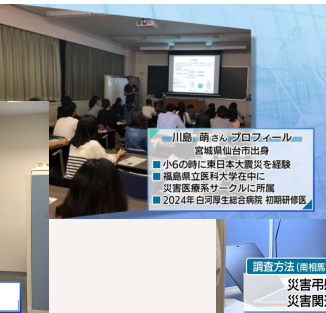 川島 萌さん プロフィール
宮城県仙台市出身
■小6の時に東日本大震災を経験
■福島県立医科大学在中に
災害医療系サークルに所属
■2024年 白河厚生総合病院 初期研修医
調査方法(南相馬
災害弔
災害関